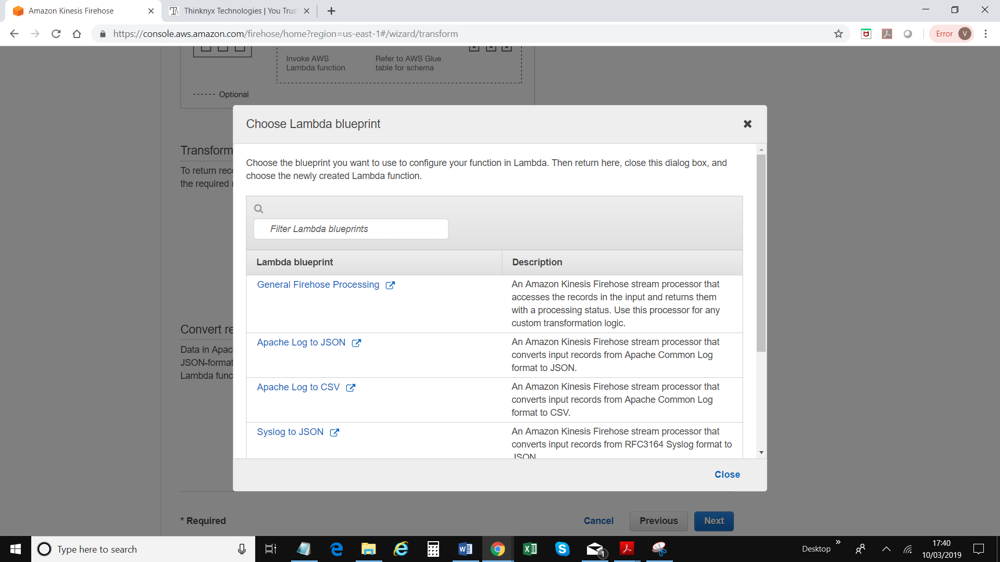 Amazon Kinesis Firehose
Thinknyx Technologies | You Trus
https://console.aws.amazon.com/firehose/home?region=us-east-1#/wizard/transform
Error
V
Invoke AWS
Lambda function
Refer to AWS Glue
table for schema
Optional
Transform
To return reco
the required
Convert re
Data in Apac
JSON-format
Lambda func
Choose Lambda blueprint
Choose the blueprint you want to use to configure your function in Lambda. Then return here, close this dialog box, and
choose the newly created Lambda function.
Filter Lambda blueprints
Lambda blueprint
Description
General Firehose Processing
An Amazon Kinesis Firehose stream processor that
accesses the records in the input and returns them
with a processing status. Use this processor for any
custom transformation logic.
Apache Log to JSON
An Amazon Kinesis Firehose stream processor that
converts input records from Apache Common Log
format to JSON.
Apache Log to CSV
An Amazon Kinesis Firehose stream processor that
converts input records from Apache Common Log
format to CSV.
Syslog to JSON
An Amazon Kinesis Firehose stream processor that
converts input records from RFC3164 Syslog format to
JSON
Close
* Required
Cancel
Previous
Next
Type here to search
1
Desktop
17:40
10/03/2019